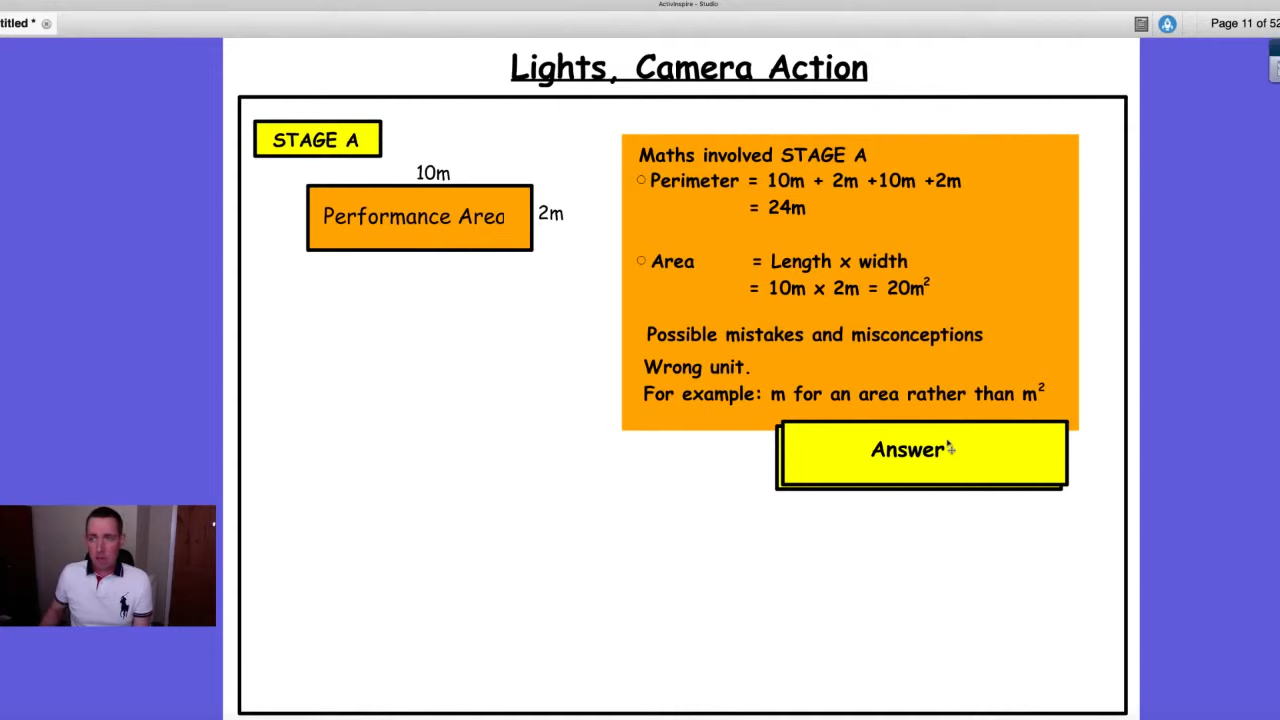 ActivInspire - Studio
ntitled *
Page 11 of 52
Lights, Camera Action
STAGE A
10m
Performance Area
2m
Maths involved STAGE A
○ Perimeter = 10m + 2m +10m +2m
= 24m
○ Area = Length x width
= 10m x 2m = 20m²
Possible mistakes and misconceptions
Wrong unit.
For example: m for an area rather than m²
Answer